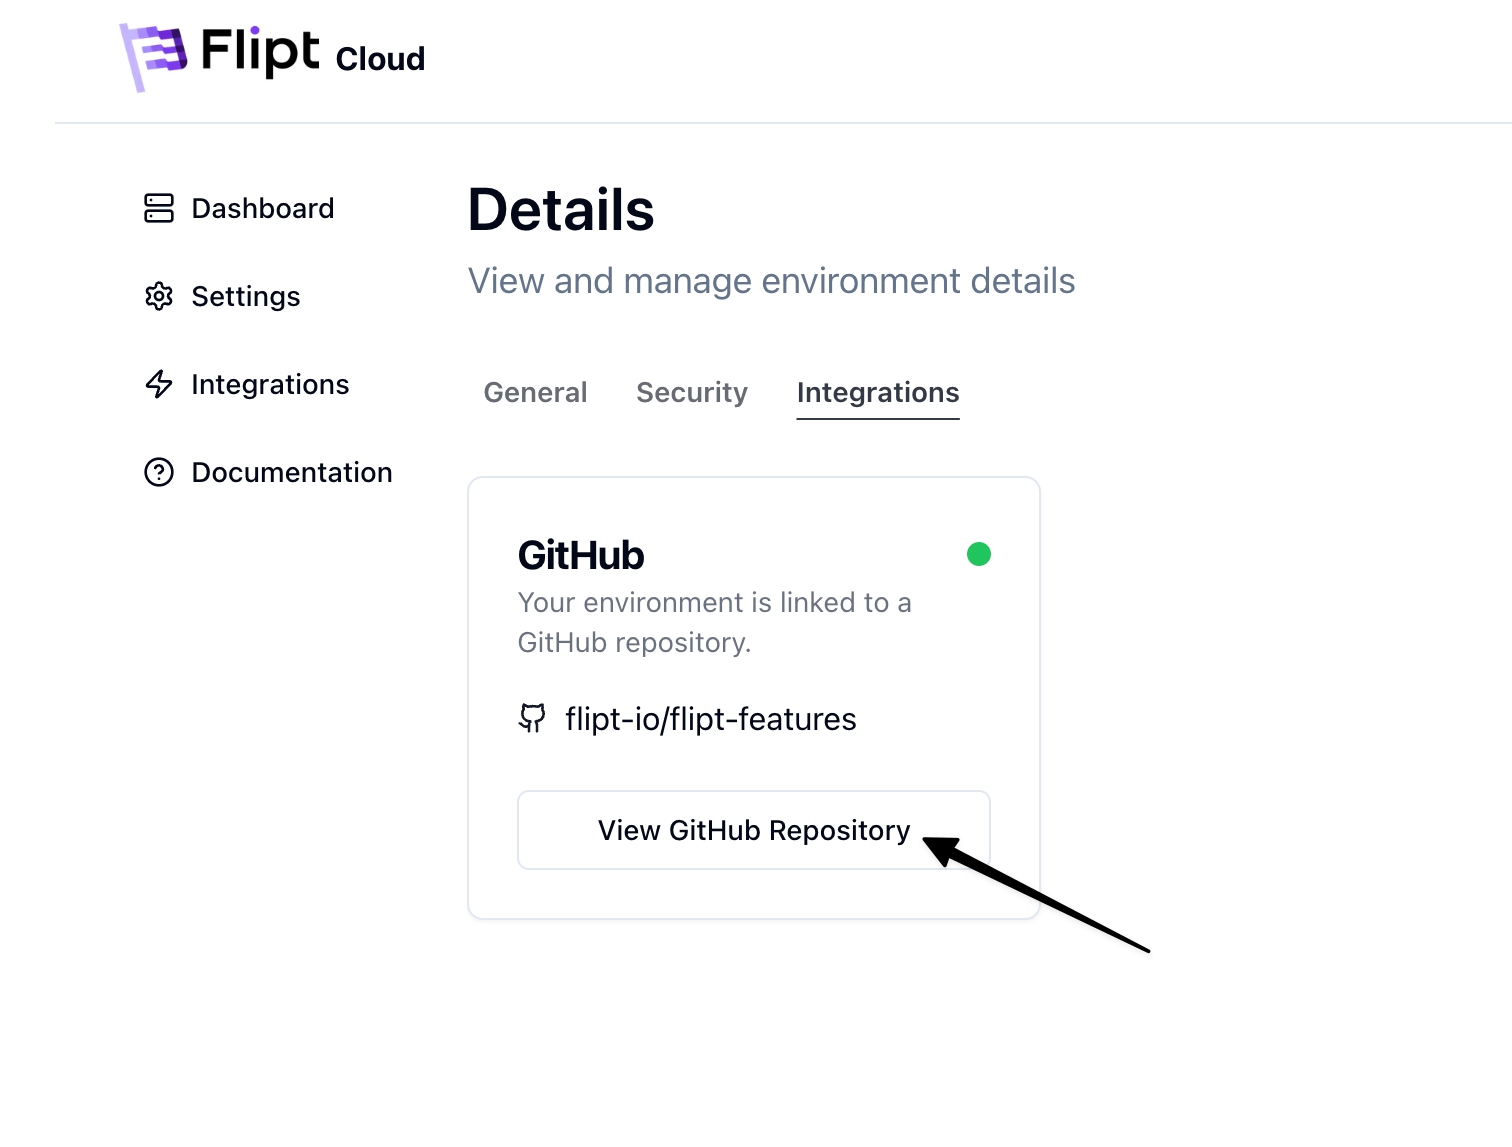 Flipt Cloud
Dashboard
Settings
Integrations
Documentation
Details
View and manage environment details
General Security Integrations
GitHub
Your environment is linked to a
GitHub repository.
flipt-io/flipt-features
View GitHub Repository